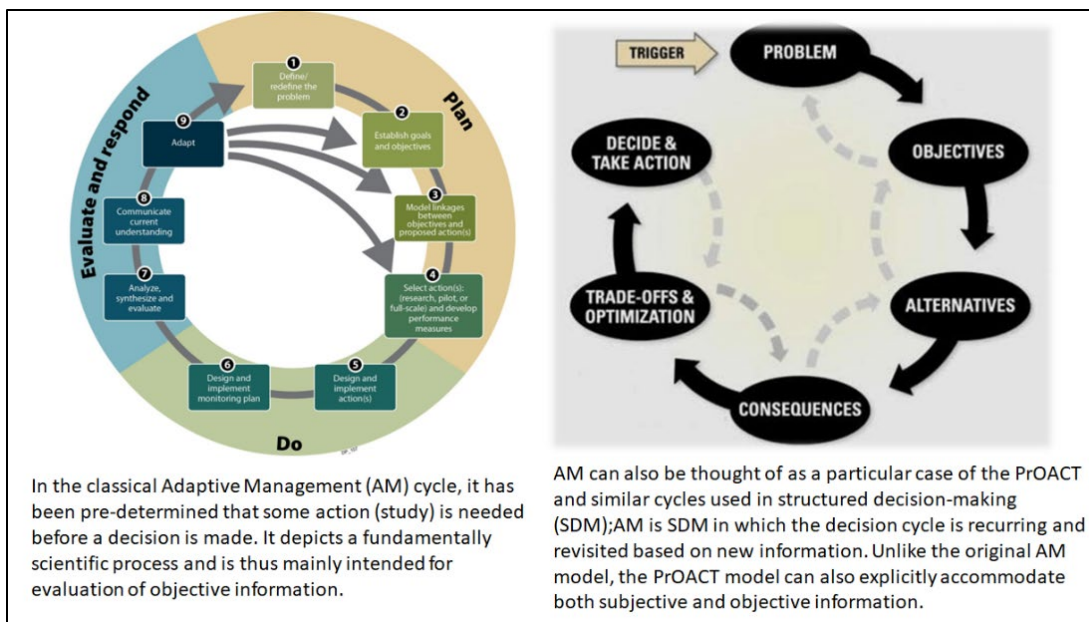 1
Define/
redefine the
problem
2
Establish goals
and objectives
3
Model linkages
between
objectives and
proposed action(s)
4
Select action(s):
(research, pilot, or
full-scale) and develop
performance
measures
5
Design and
implement
action(s)
6
Design and
implement
monitoring plan
7
Analyze,
synthesize and
evaluate
8
Communicate
current
understanding
9
Adapt
Plan
Do
Evaluate and respond
In the classical Adaptive Management (AM) cycle, it has
been pre-determined that some action (study) is needed
before a decision is made. It depicts a fundamentally
scientific process and is thus mainly intended for
evaluation of objective information.
TRIGGER
PROBLEM
OBJECTIVES
ALTERNATIVES
CONSEQUENCES
TRADE-OFFS &
OPTIMIZATION
DECIDE &
TAKE ACTION
AM can also be thought of as a particular case of the PrOACT
and similar cycles used in structured decision-making
(SDM);AM is SDM in which the decision cycle is recurring and
revisited based on new information. Unlike the original AM
model, the PrOACT model can also explicitly accommodate
both subjective and objective information.